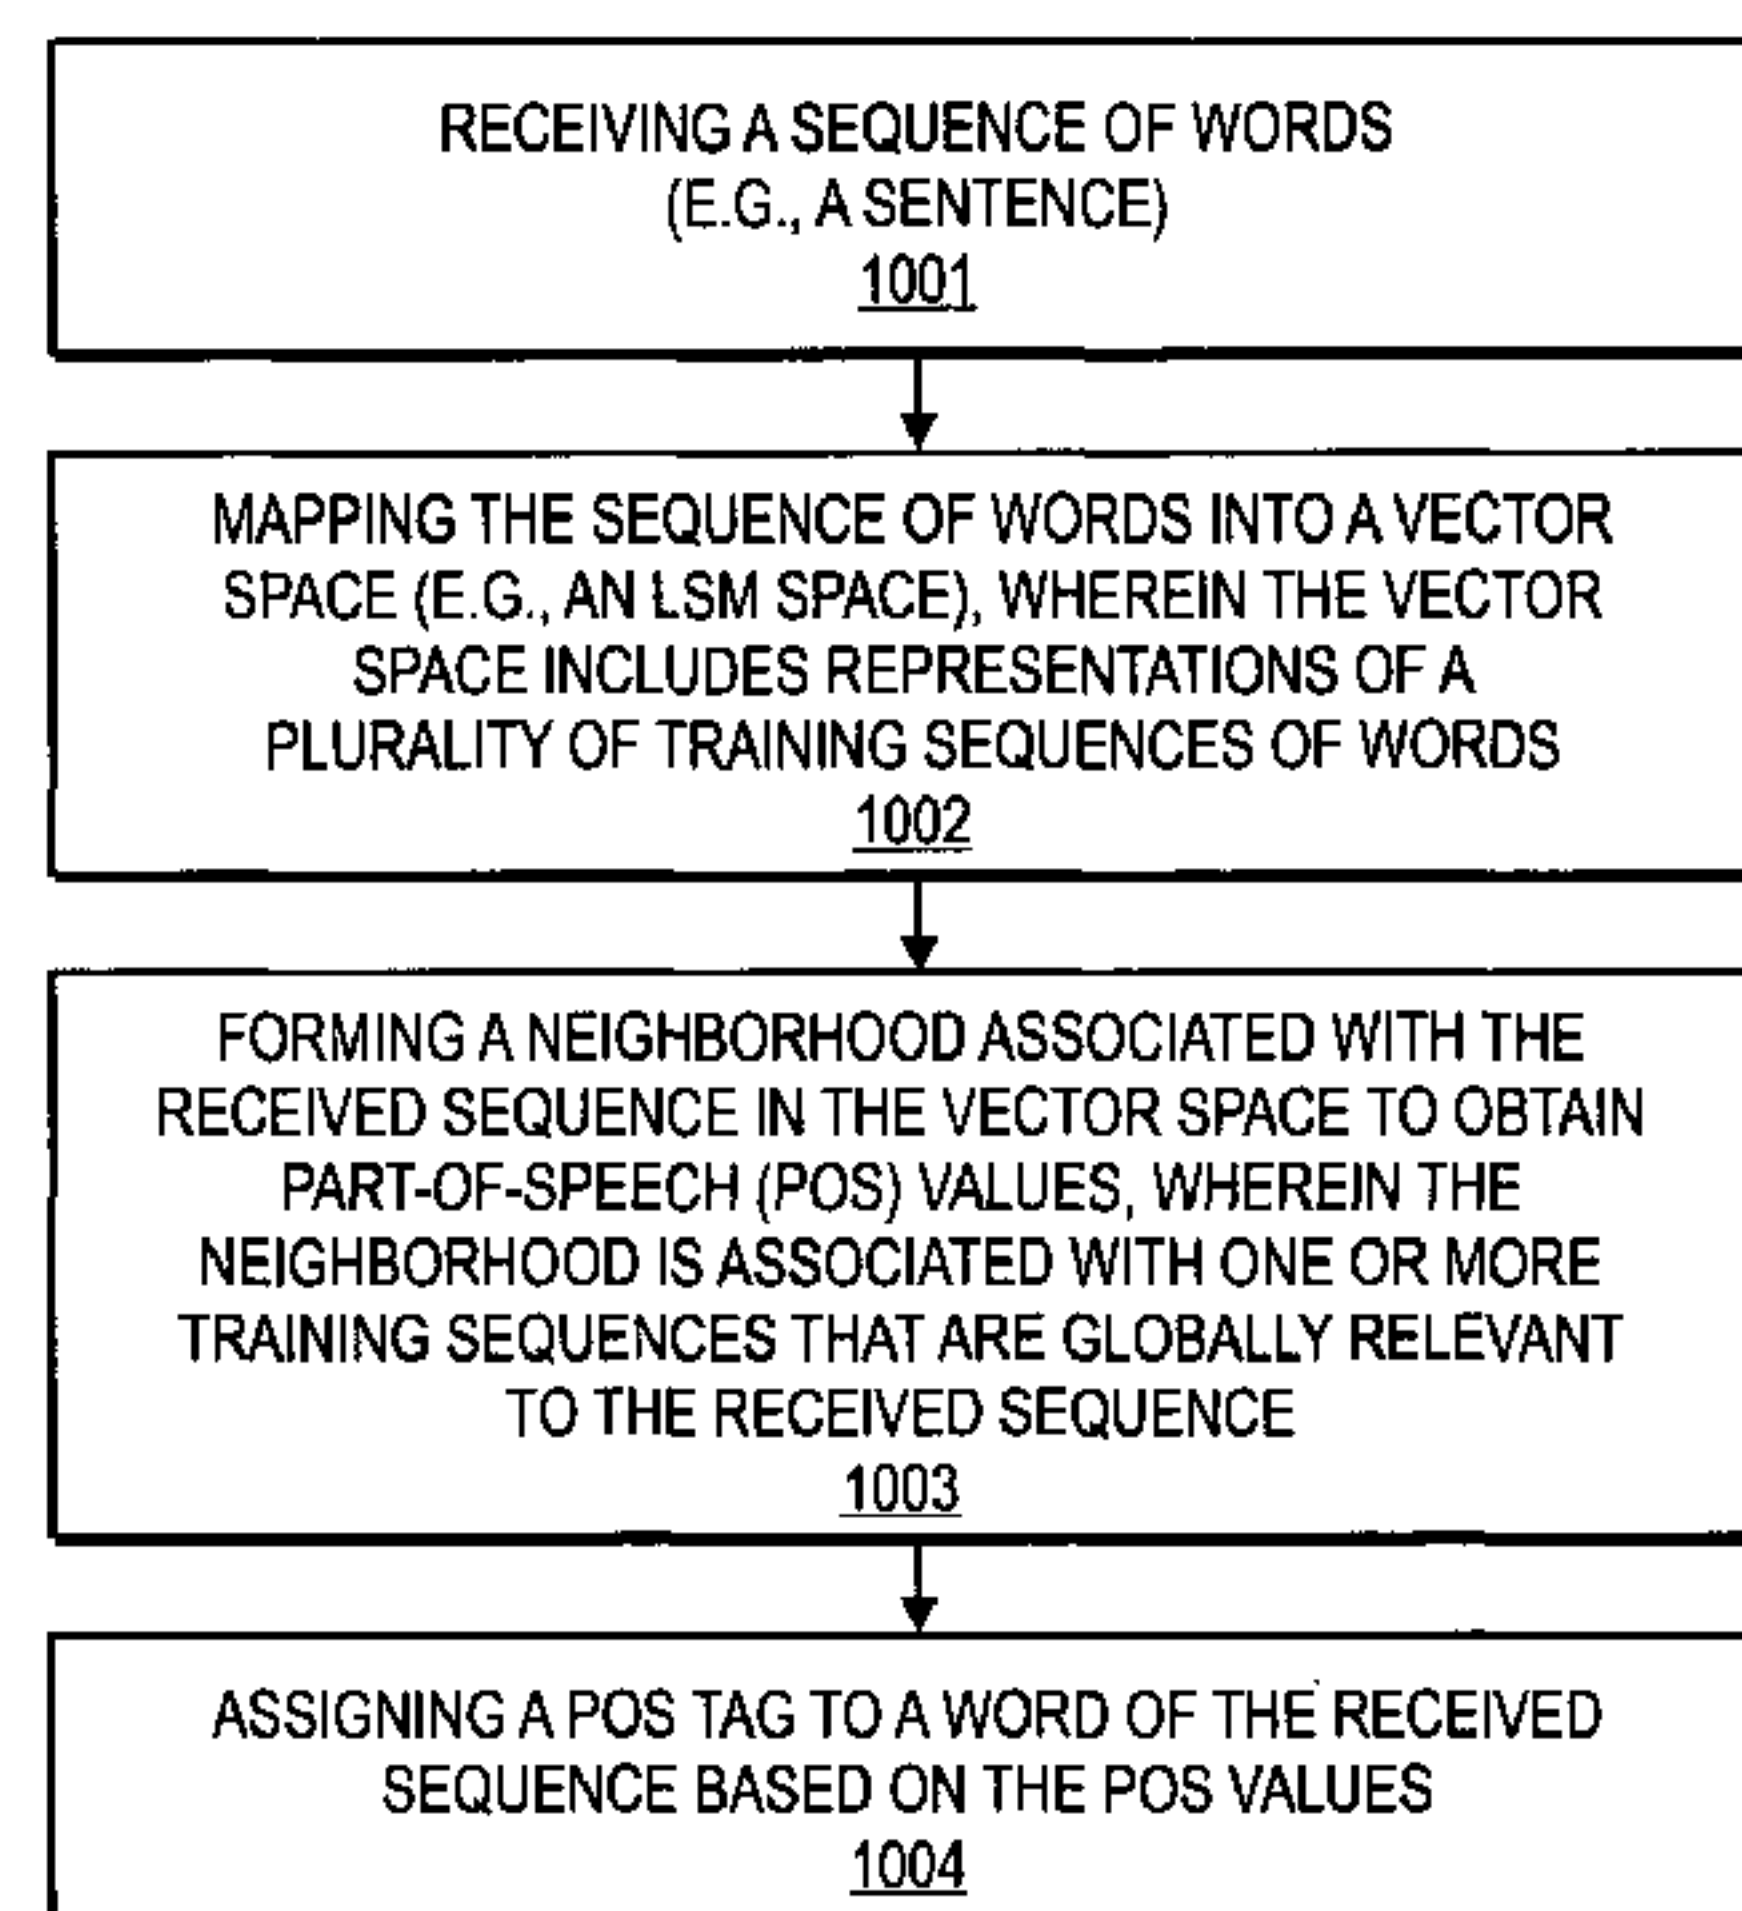 RECEIVING A SEQUENCE OF WORDS
(E.G., A SENTENCE)
1001
MAPPING THE SEQUENCE OF WORDS INTO A VECTOR
SPACE (E.G., AN LSM SPACE), WHEREIN THE VECTOR
SPACE INCLUDES REPRESENTATIONS OF A
PLURALITY OF TRAINING SEQUENCES OF WORDS
1002
FORMING A NEIGHBORHOOD ASSOCIATED WITH THE
RECEIVED SEQUENCE IN THE VECTOR SPACE TO OBTAIN
PART-OF-SPEECH (POS) VALUES, WHEREIN THE
NEIGHBORHOOD IS ASSOCIATED WITH ONE OR MORE
TRAINING SEQUENCES THAT ARE GLOBALLY RELEVANT
TO THE RECEIVED SEQUENCE
1003
ASSIGNING A POS TAG TO A WORD OF THE RECEIVED
SEQUENCE BASED ON THE POS VALUES
1004